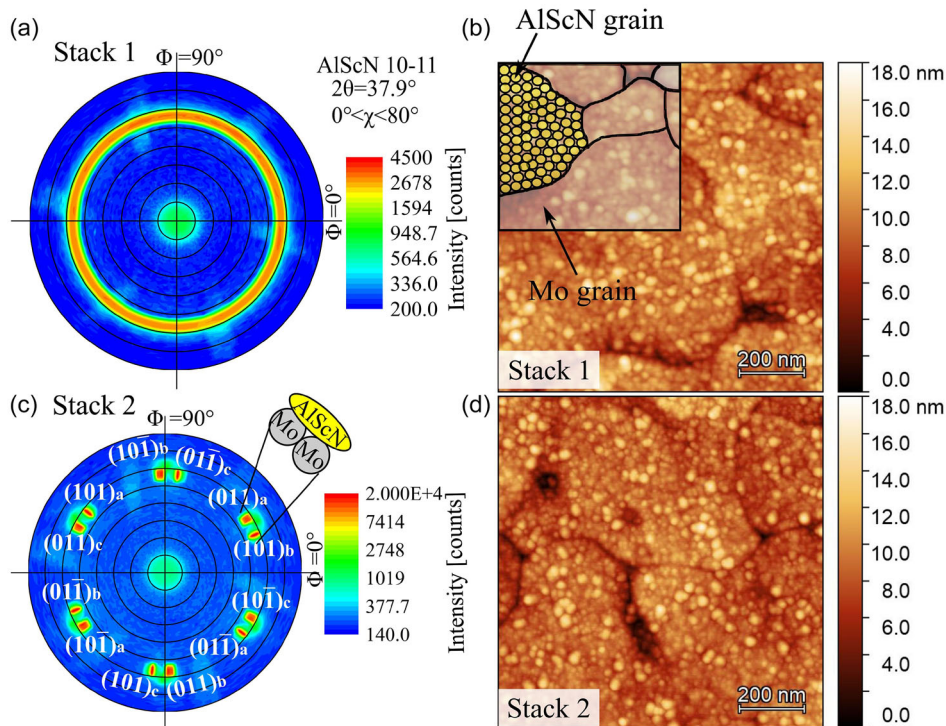 (a)
Stack 1
Φ=90°
AlScN 10-11
2θ=37.9°
0°<χ<80°
Φ=0°
4500
2678
1594
948.7
564.6
336.0
200.0
Intensity [counts]
(b)
AlScN grain
Mo grain
Stack 1
200 nm
18.0 nm
16.0
14.0
12.0
10.0
8.0
6.0
4.0
2.0
0.0
(c)
Stack 2
Φ=90°
AlScN
Mo
Mo
(101̅)b
(011̅)c
(101)a
(011)a
(011)c
(101)b
(011̅)b
(101̅)c
(101̅)a
(011̅)a
(101)c
(011)b
Φ=0°
2.000E+4
7414
2748
1019
377.7
140.0
Intensity [counts]
(d)
Stack 2
200 nm
18.0 nm
16.0
14.0
12.0
10.0
8.0
6.0
4.0
2.0
0.0